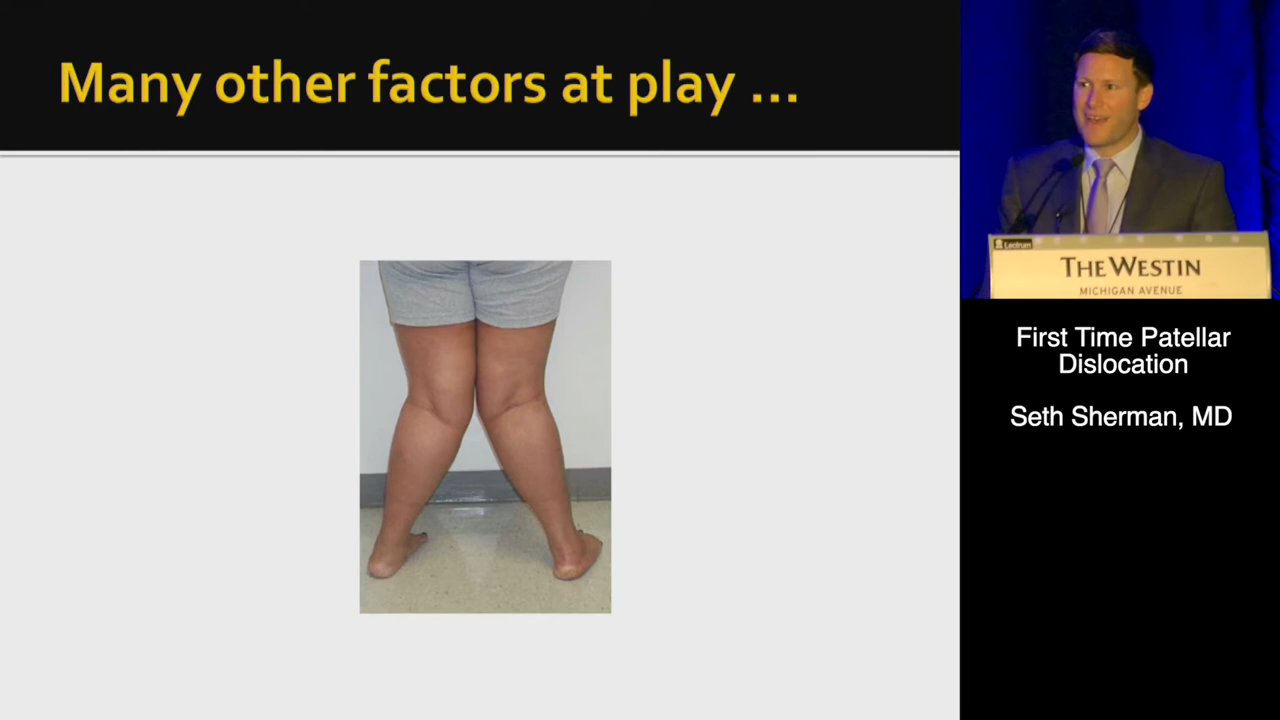 Many other factors at play ...
THE WESTIN
MICHIGAN AVENUE
First Time Patellar
Dislocation
Seth Sherman, MD